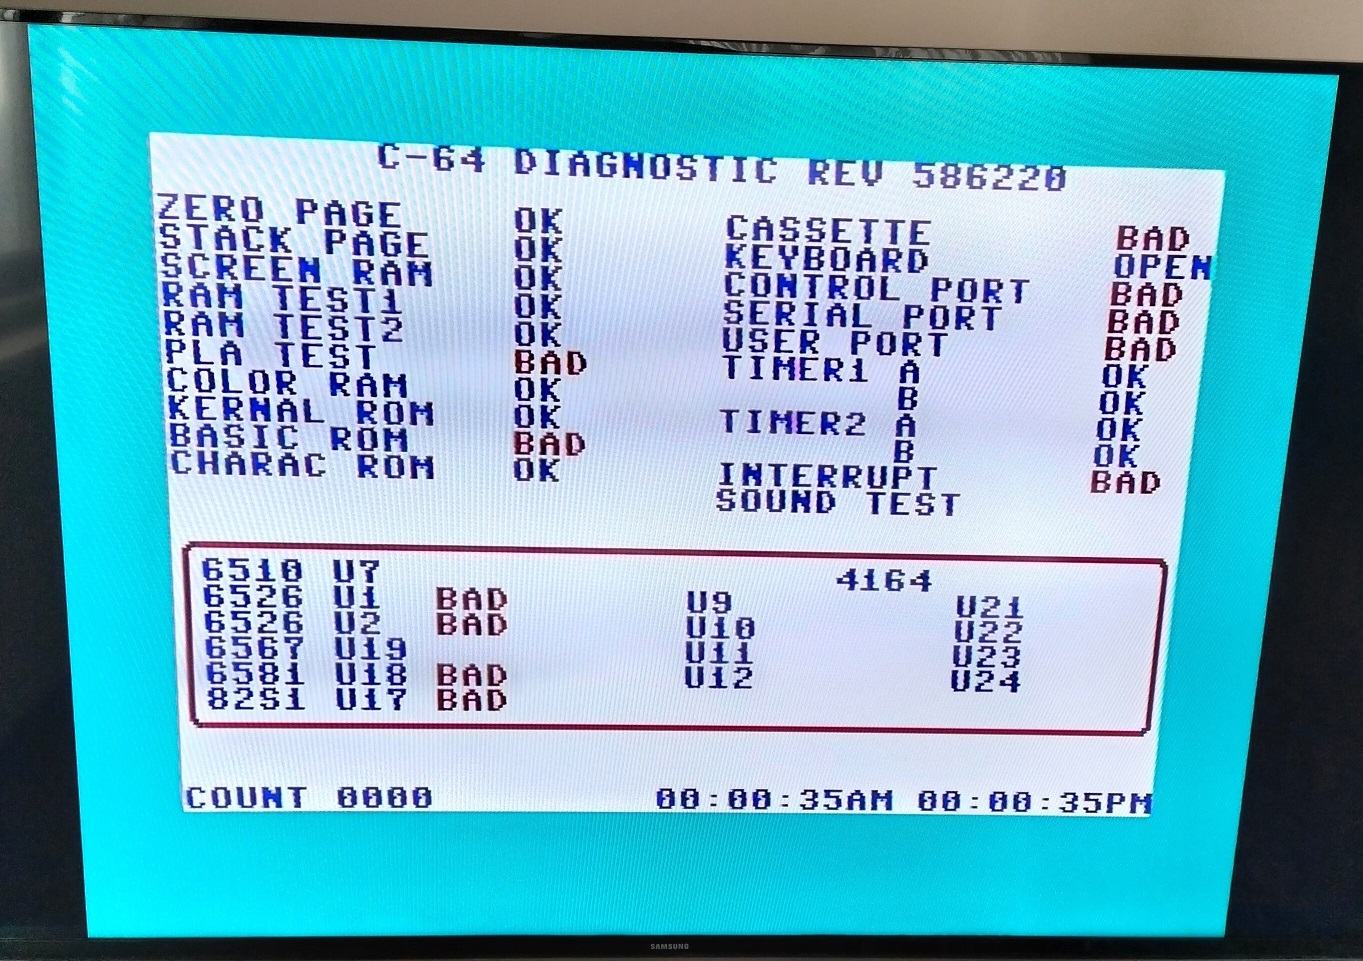 C-64 DIAGNOSTIC REV 586220
ZERO PAGE OK
STACK PAGE OK
SCREEN RAM OK
RAM TEST1 OK
RAM TEST2 OK
PLA TEST BAD
COLOR RAM OK
KERNAL ROM OK
BASIC ROM BAD
CHARAC ROM OK
CASSETTE BAD
KEYBOARD OPEN
CONTROL PORT BAD
SERIAL PORT BAD
USER PORT BAD
TIMER1 A OK
B OK
TIMER2 A OK
B OK
INTERRUPT BAD
SOUND TEST
6510 U7
6526 U1 BAD
6526 U2 BAD
6567 U19
6581 U18 BAD
82S1 U17 BAD
4164
U9 U21
U10 U22
U11 U23
U12 U24
COUNT 0000 00:00:35AM 00:00:35PM
SAMSUNG